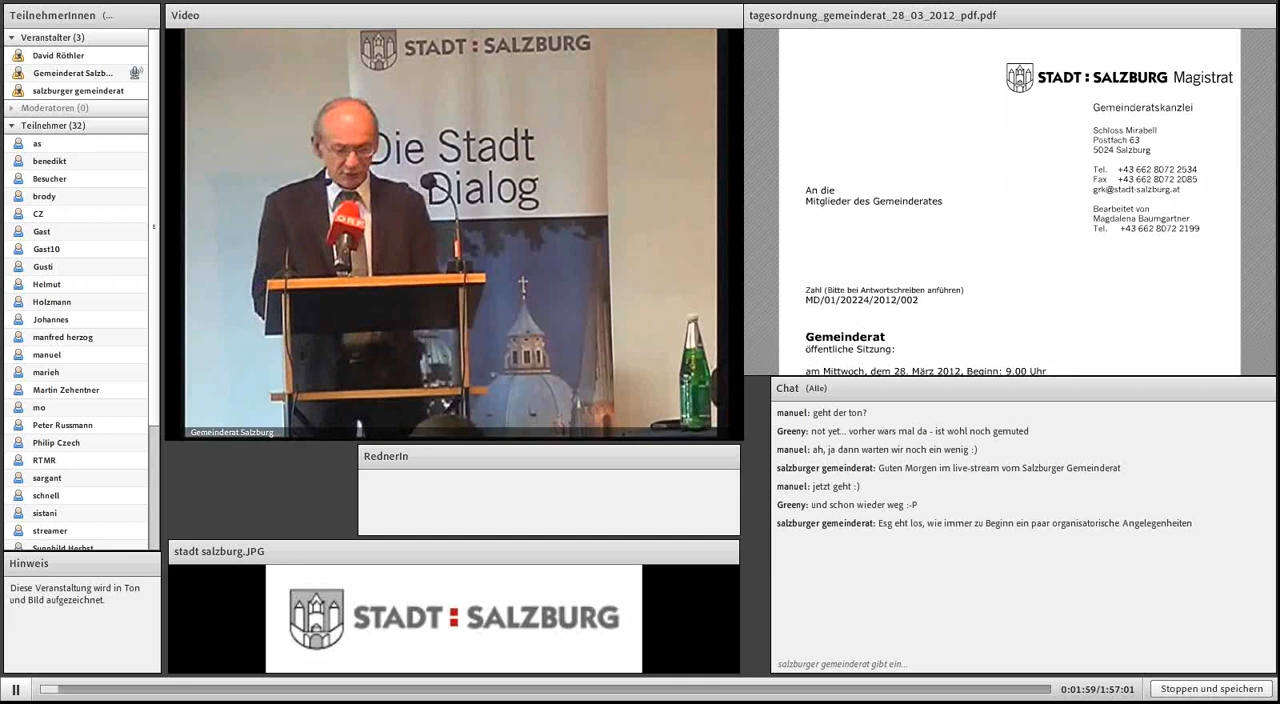 TeilnehmerInnen (...
Veranstalter (3)
David Röthler
Gemeinderat Salzb...
salzburger gemeinderat
Moderatoren (0)
Teilnehmer (32)
as
benedikt
Besucher
brody
CZ
Gast
Gast10
Gusti
Helmut
Holzmann
Johannes
manfred herzog
manuel
marieh
Martin Zehentner
mo
Peter Russmann
Philip Czech
RTMR
sargant
schnell
sistani
streamer
Sunnhild Herbst
Hinweis
Diese Veranstaltung wird in Ton
und BIld aufgezeichnet.
Video
STADT : SALZBURG
Die Stadt
Dialog
ORF
Gemeinderat Salzburg
RednerIn
stadt salzburg.JPG
STADT : SALZBURG
tagesordnung_gemeinderat_28_03_2012_pdf.pdf
STADT : SALZBURG Magistrat
Gemeinderatskanzlei
Schloss Mirabell
Postfach 63
5024 Salzburg
Tel. +43 662 8072 2534
Fax +43 662 8072 2085
grk@stadt-salzburg.at
An die
Mitglieder des Gemeinderates
Bearbeitet von
Magdalena Baumgartner
Tel. +43 662 8072 2199
Zahl (Bitte bei Antwortschreiben anführen)
MD/01/20224/2012/002
Gemeinderat
öffentliche Sitzung:
am Mittwoch, dem 28. März 2012, Beginn: 9.00 Uhr
Chat (Alle)
manuel: geht der ton?
Greeny: not yet... vorher wars mal da - ist wohl noch gemuted
manuel: ah, ja dann warten wir noch ein wenig :)
salzburger gemeinderat: Guten Morgen im live-stream vom Salzburger Gemeinderat
manuel: jetzt geht :)
Greeny: und schon wieder weg :-P
salzburger gemeinderat: Esg eht los, wie immer zu Beginn ein paar organisatorische Angelegenheiten
salzburger gemeinderat gibt ein...
0:01:59/1:57:01
Stoppen und speichern